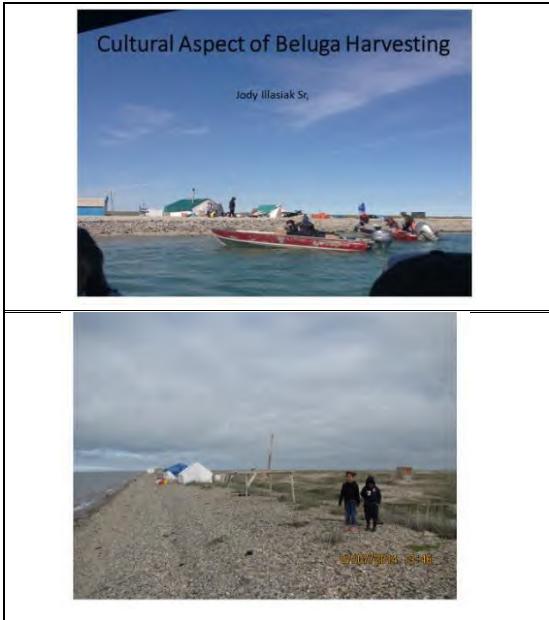 Cultural Aspect of Beluga Harvesting
Jody Illasiak Sr,